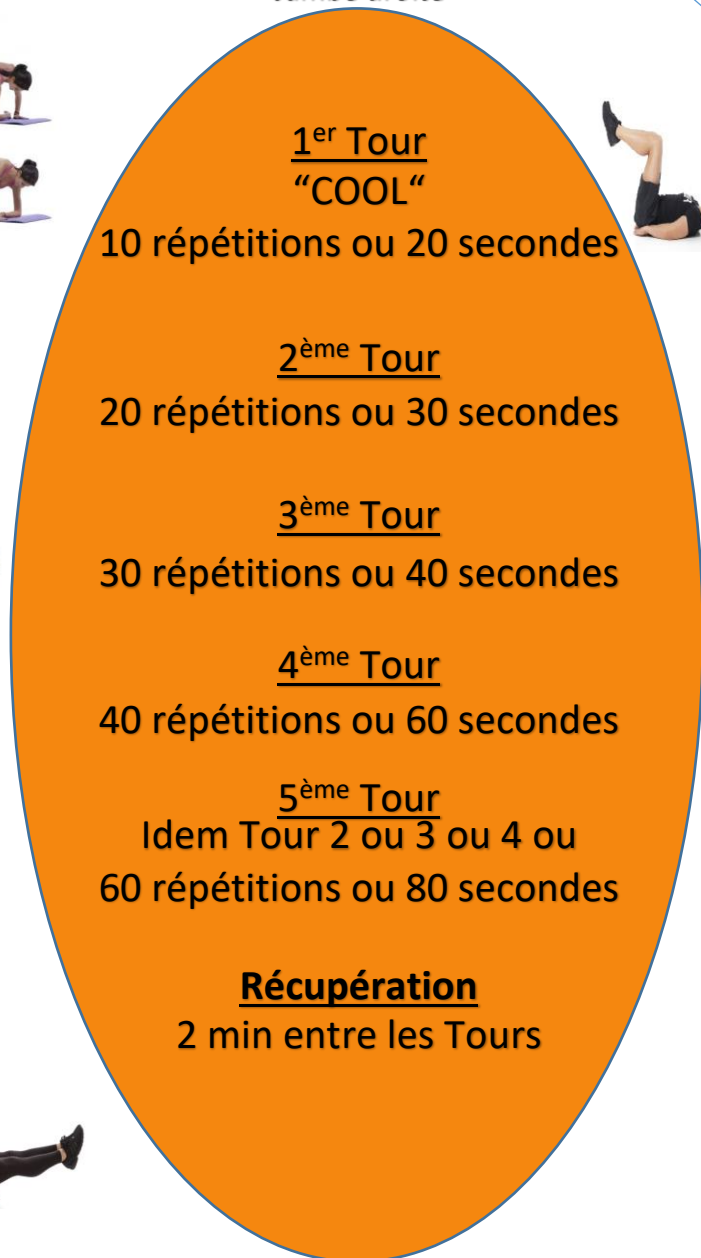 1er Tour
“COOL“
10 répétitions ou 20 secondes
2ème Tour
20 répétitions ou 30 secondes
3ème Tour
30 répétitions ou 40 secondes
4ème Tour
40 répétitions ou 60 secondes
5ème Tour
Idem Tour 2 ou 3 ou 4 ou
60 répétitions ou 80 secondes
Récupération
2 min entre les Tours